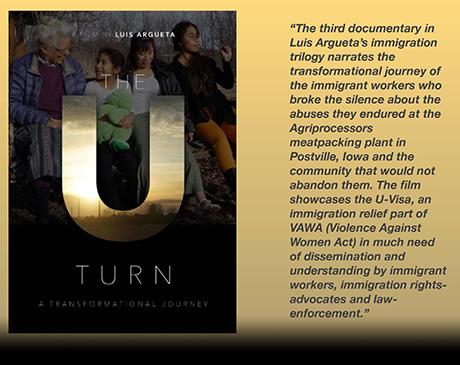 A FILM BY LUIS ARGUETA
THE
U
TURN
A TRANSFORMATIONAL JOURNEY
“The third documentary in
Luis Argueta’s immigration
trilogy narrates the
transformational journey of
the immigrant workers who
broke the silence about the
abuses they endured at the
Agriprocessors
meatpacking plant in
Postville, Iowa and the
community that would not
abandon them. The film
showcases the U-Visa, an
immigration relief part of
VAWA (Violence Against
Women Act) in much need
of dissemination and
understanding by immigrant
workers, immigration rights-
advocates and law-
enforcement.”